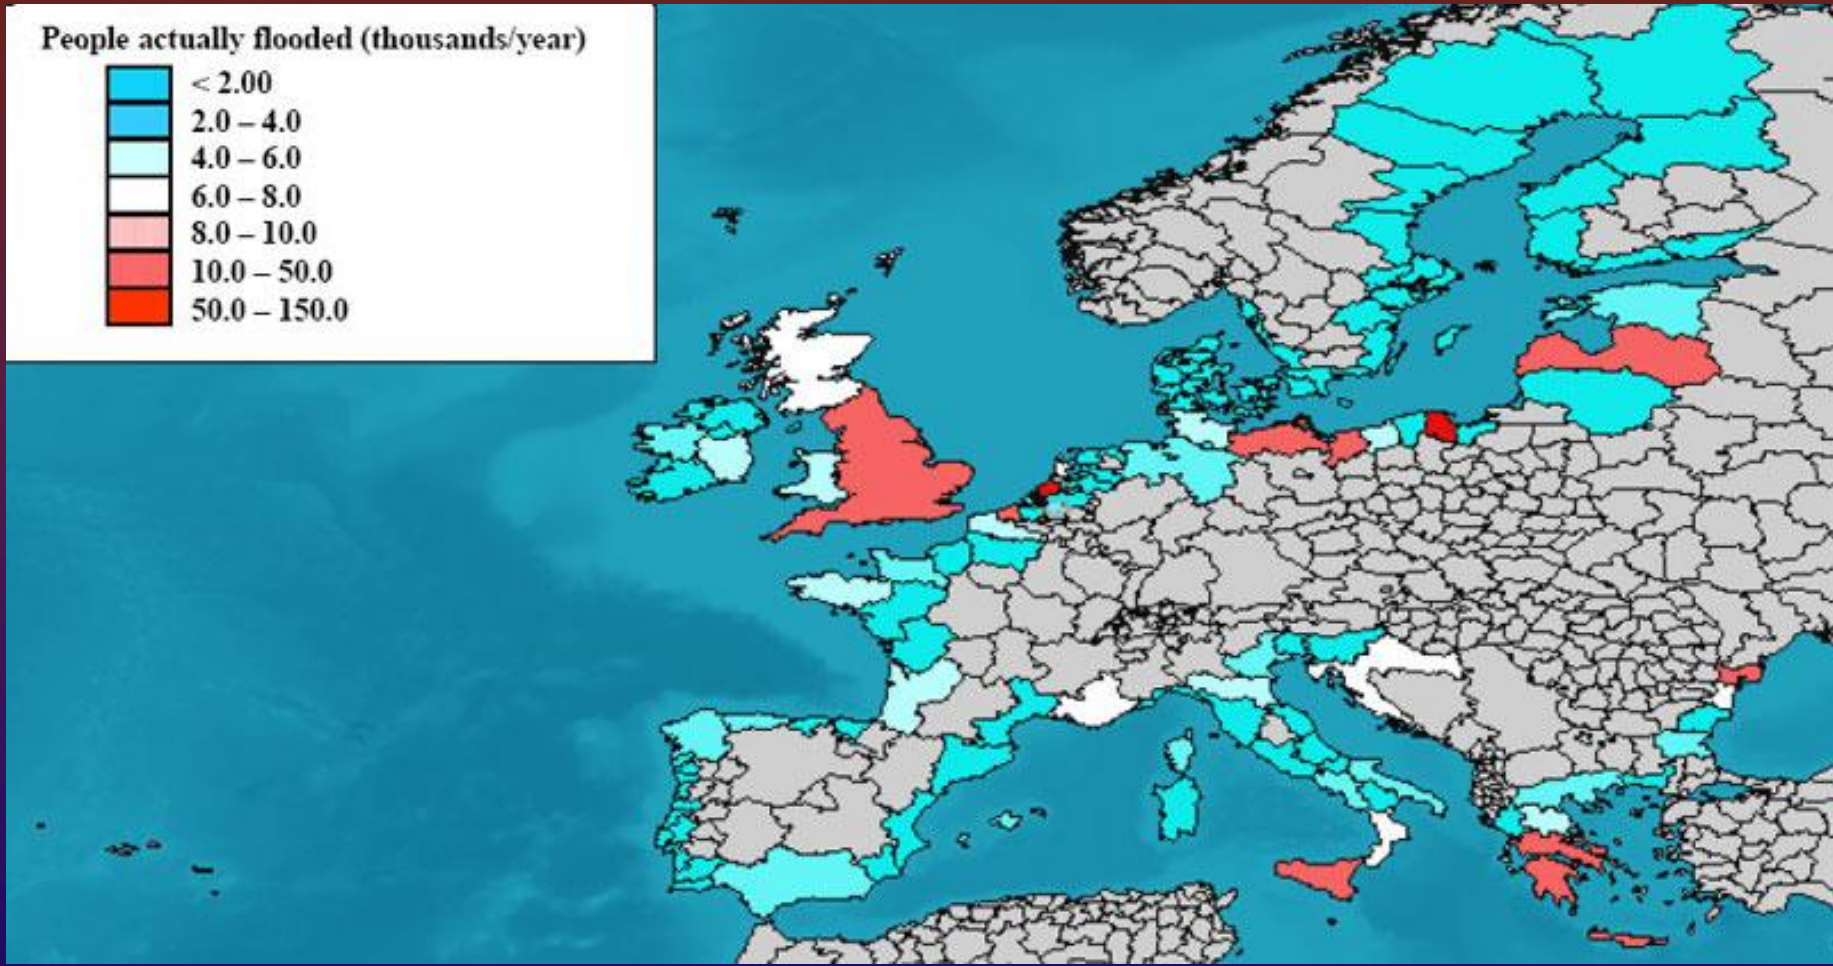 People actually flooded (thousands/year)
< 2.00
2.0 – 4.0
4.0 – 6.0
6.0 – 8.0
8.0 – 10.0
10.0 – 50.0
50.0 – 150.0